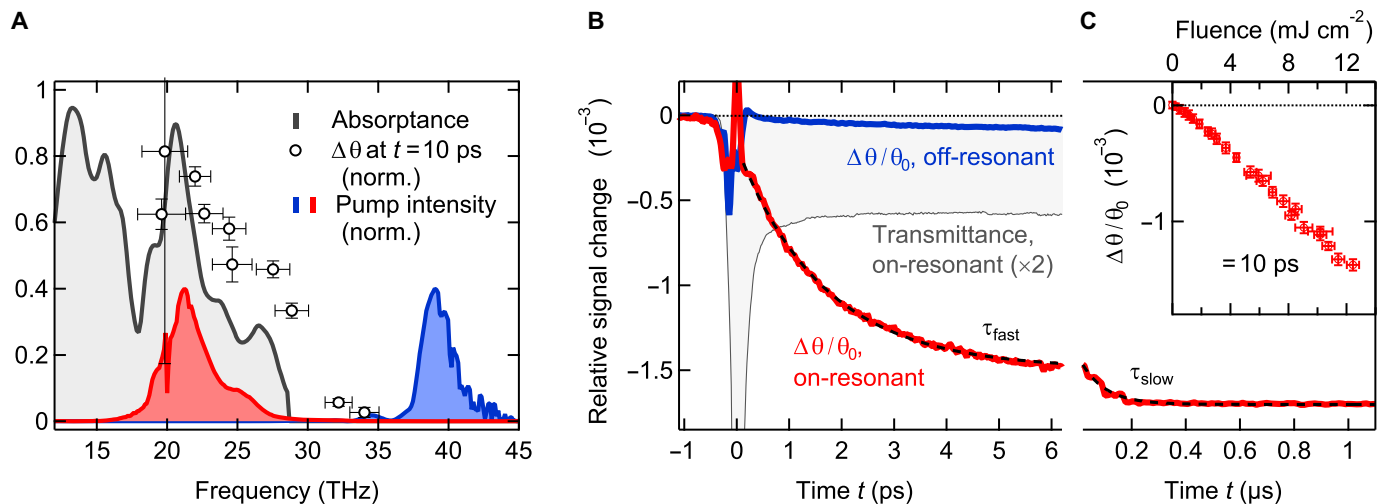 A
1
0.8
0.6
0.4
0.2
0
Absorptance
Δθ at t = 10 ps
(norm.)
Pump intensity
(norm.)
15 20 25 30 35 40 45
Frequency (THz)
B
Relative signal change (10⁻³)
0
−0.5
−1
−1.5
Δθ/θ₀, off-resonant
Transmittance,
on-resonant (×2)
Δθ/θ₀,
on-resonant
τfast
−1 0 1 2 3 4 5 6
Time t (ps)
C
Fluence (mJ cm⁻²)
0 4 8 12
Δθ/θ₀ (10⁻³)
0
−1
= 10 ps
τslow
0.2 0.4 0.6 0.8 1
Time t (µs)